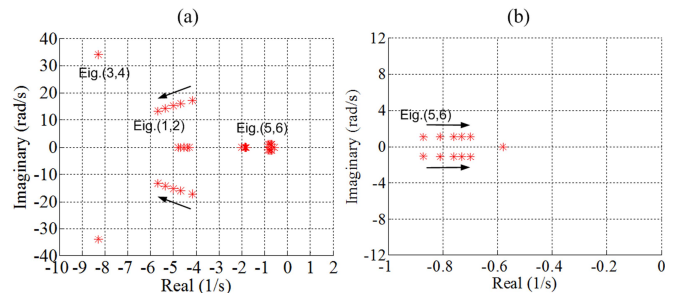 (a)
40
30
20
10
0
-10
-20
-30
-40
Imaginary (rad/s)
Eig.(3,4)
Eig.(1,2)
Eig.(5,6)
-10 -9 -8 -7 -6 -5 -4 -3 -2 -1 0 1 2
Real (1/s)
(b)
12
8
4
0
-4
-8
-12
Imaginary (rad/s)
Eig.(5,6)
-1 -0.8 -0.6 -0.4 -0.2 0
Real (1/s)